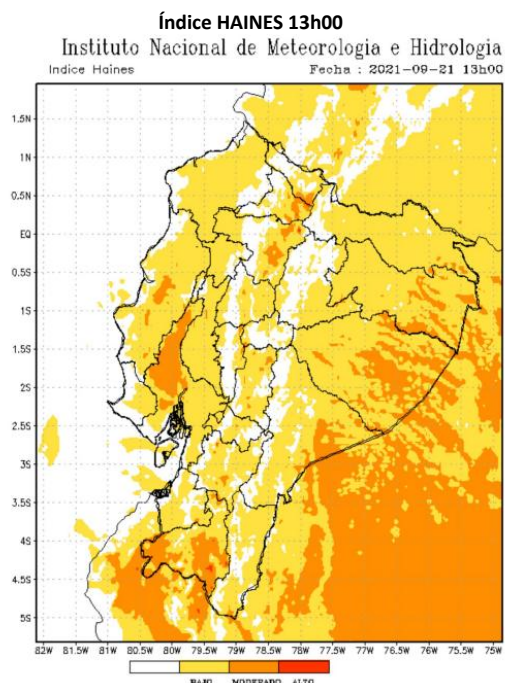 Índice HAINES 13h00
Instituto Nacional de Meteorologia e Hidrologia
Indice Haines Fecha : 2021-09-21 13h00
1.5N
1N
0.5N
EQ
0.5S
1S
1.5S
2S
2.5S
3S
3.5S
4S
4.5S
5S
82W 81.5W 81W 80.5W 80W 79.5W 79W 78.5W 78W 77.5W 77W 76.5W 76W 75.5W 75W
BAJO MODERADO ALTO